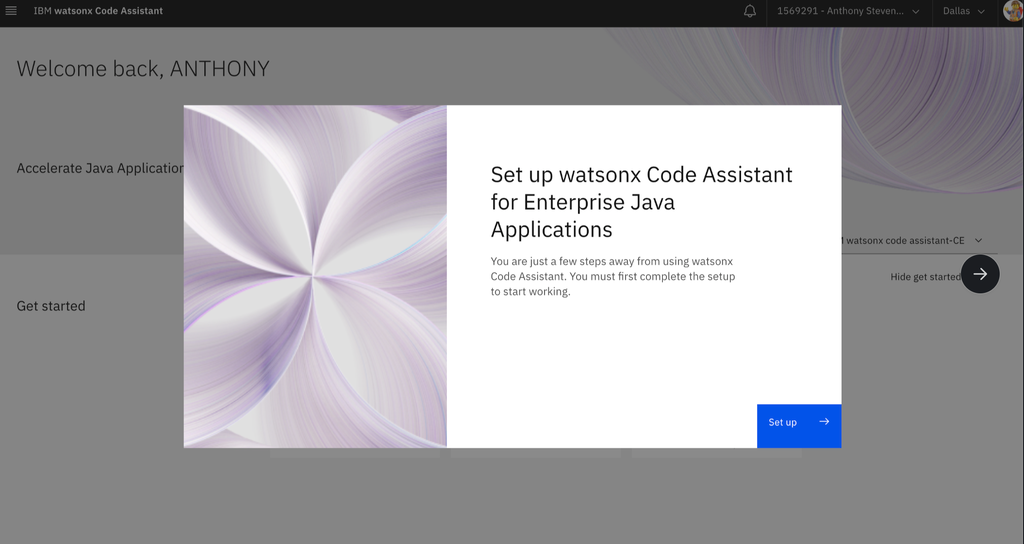 IBM watsonx Code Assistant
1569291 - Anthony Steven...
Dallas
Welcome back, ANTHONY
Accelerate Java Application
Set up watsonx Code Assistant
for Enterprise Java
Applications
You are just a few steps away from using watsonx
Code Assistant. You must first complete the setup
to start working.
watsonx code assistant-CE
Hide get started
Get started
Set up